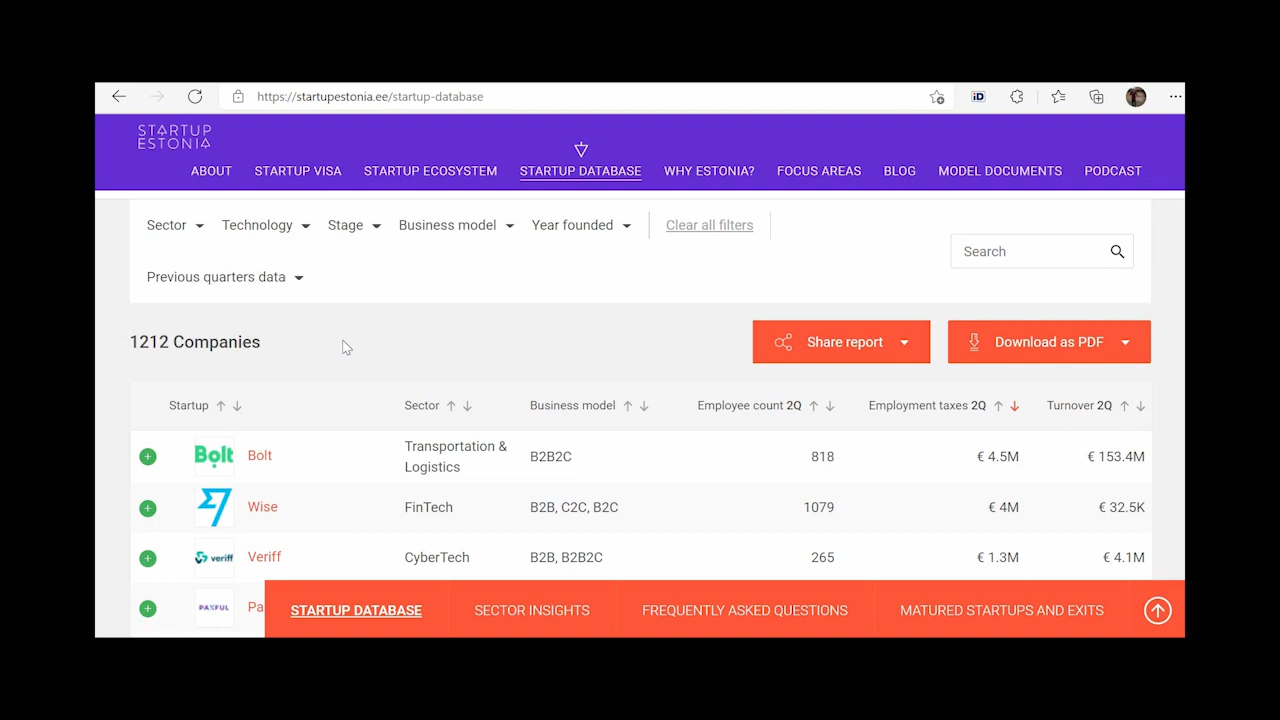 https://startupestonia.ee/startup-database
iD
STARTUP
ESTONIA
ABOUT STARTUP VISA STARTUP ECOSYSTEM STARTUP DATABASE WHY ESTONIA? FOCUS AREAS BLOG MODEL DOCUMENTS PODCAST
Sector Technology Stage Business model Year founded Clear all filters
Search
Previous quarters data
1212 Companies Share report Download as PDF
Startup Sector Business model Employee count 2Q Employment taxes 2Q Turnover 2Q
Bolt Bolt Transportation & Logistics B2B2C 818 € 4.5M € 153.4M
Wise FinTech B2B, C2C, B2C 1079 € 4M € 32.5K
veriff Veriff CyberTech B2B, B2B2C 265 € 1.3M € 4.1M
PAXFUL Pa
STARTUP DATABASE SECTOR INSIGHTS FREQUENTLY ASKED QUESTIONS MATURED STARTUPS AND EXITS